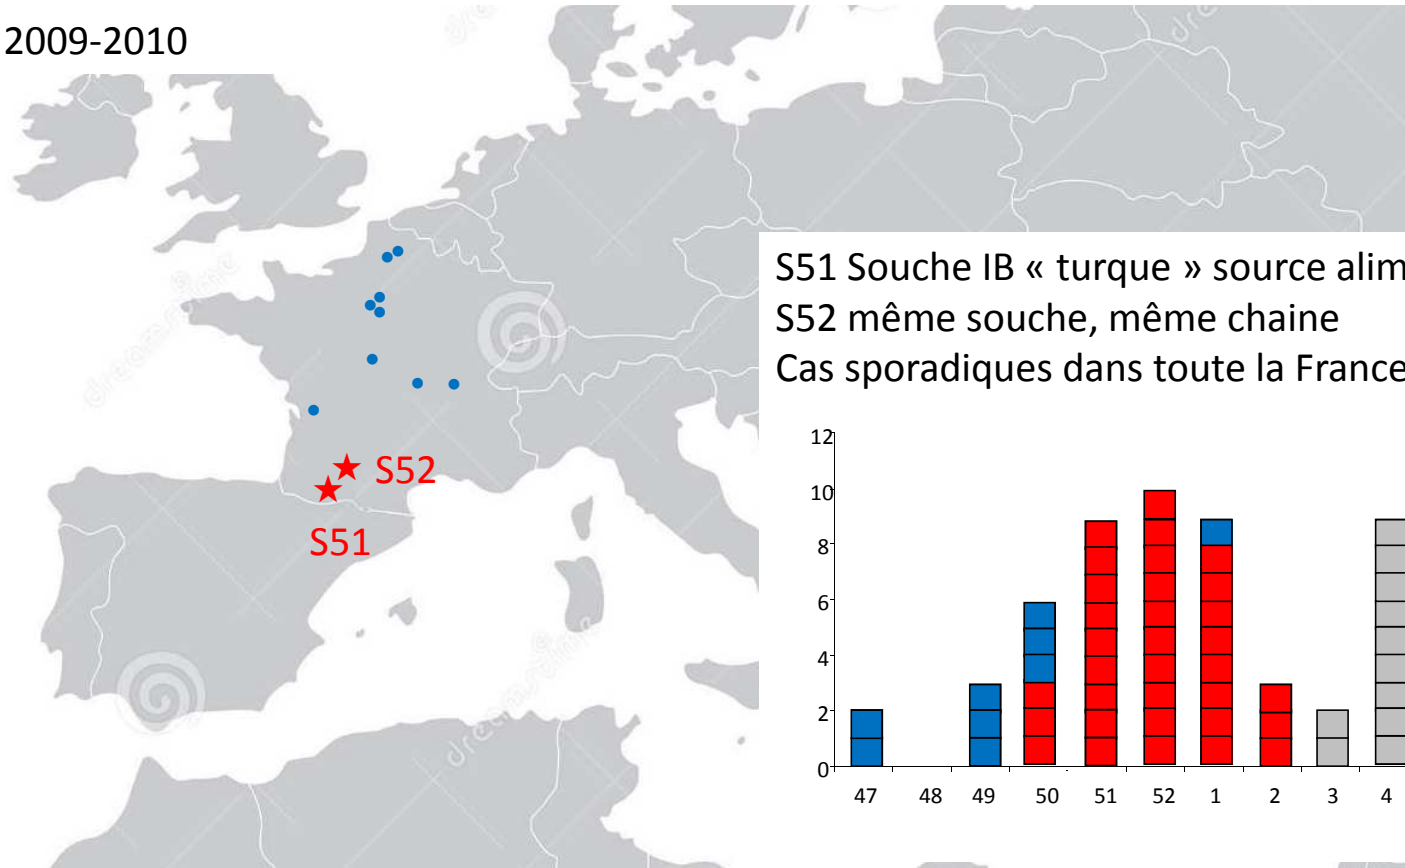 2009-2010
S51 Souche IB « turque » source alim
S52 même souche, même chaine
Cas sporadiques dans toute la France
S52
S51
12
10
8
6
4
2
0
47 48 49 50 51 52 1 2 3 4